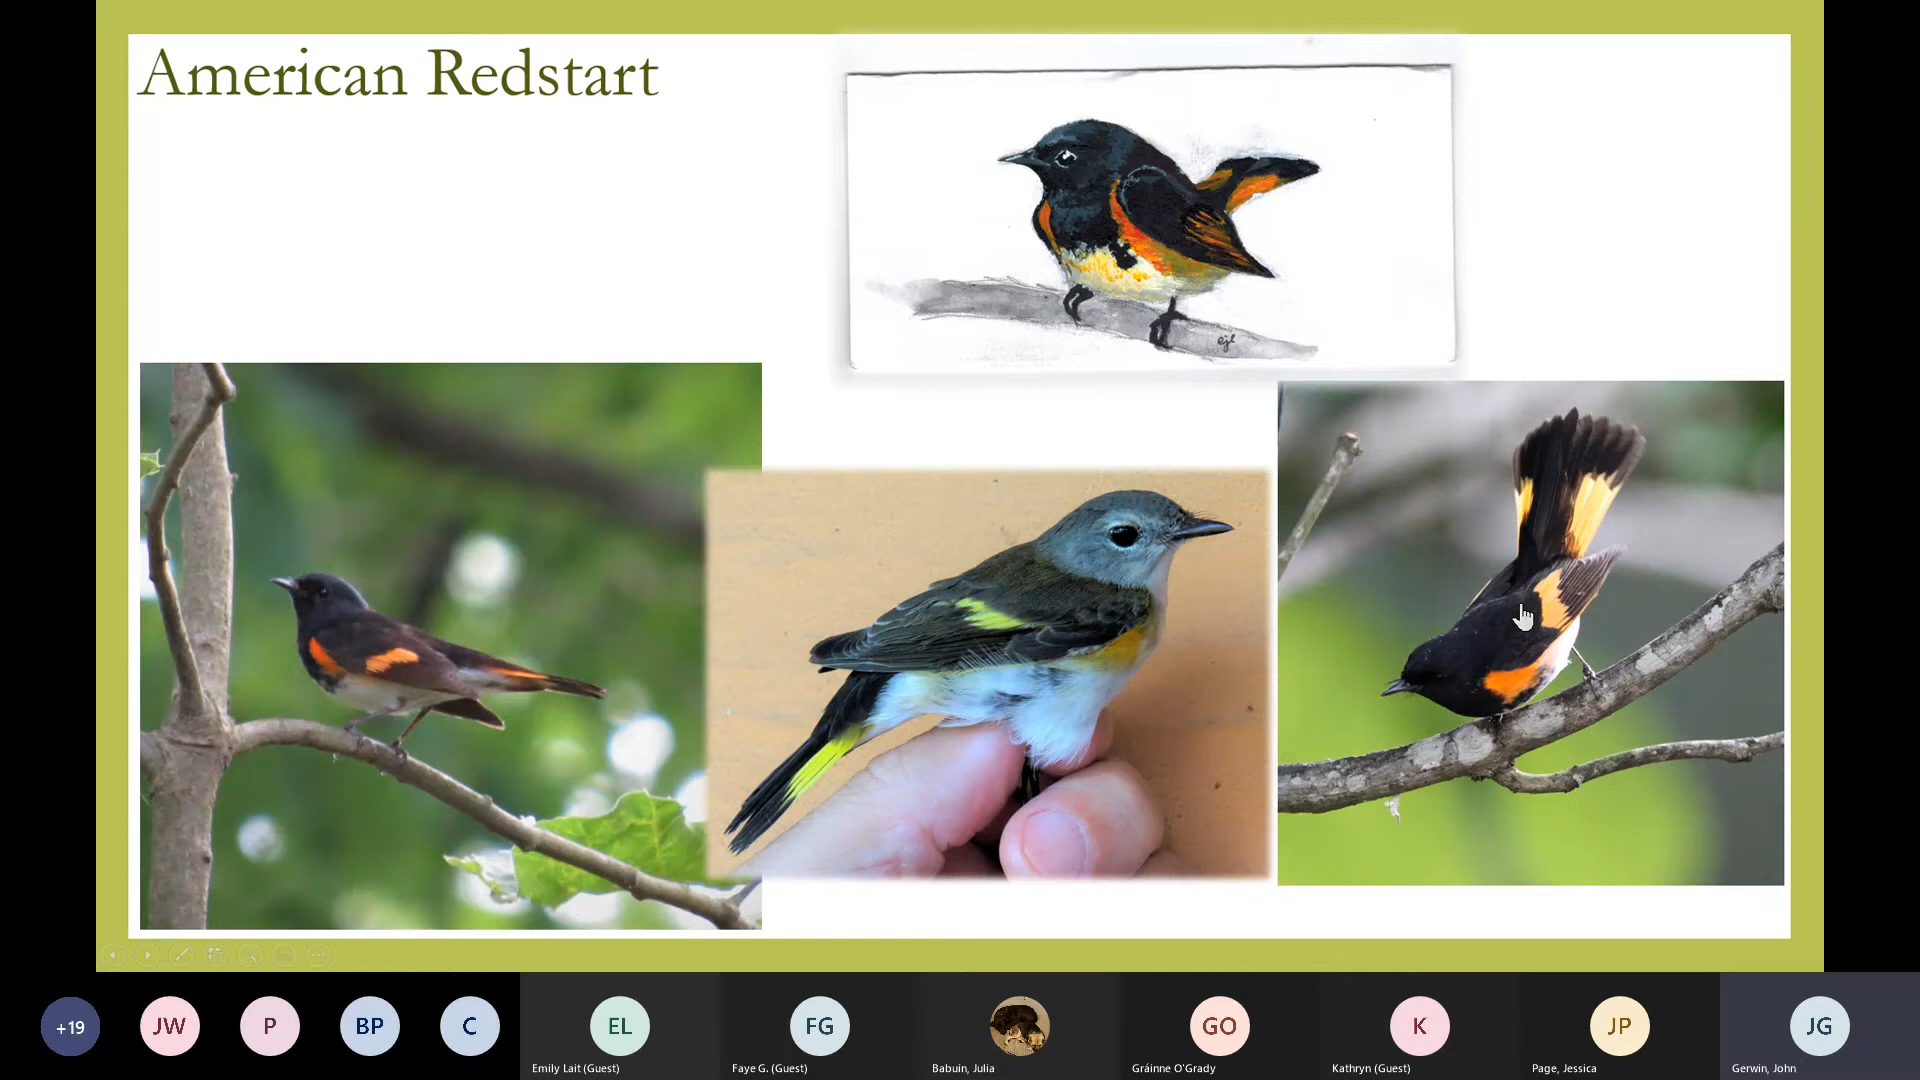 American Redstart
ejl
+19
JW
P
BP
C
EL
FG
GO
K
JP
JG
Emily Lait (Guest)
Faye G. (Guest)
Babuin, Julia
Gráinne O'Grady
Kathryn (Guest)
Page, Jessica
Gerwin, John